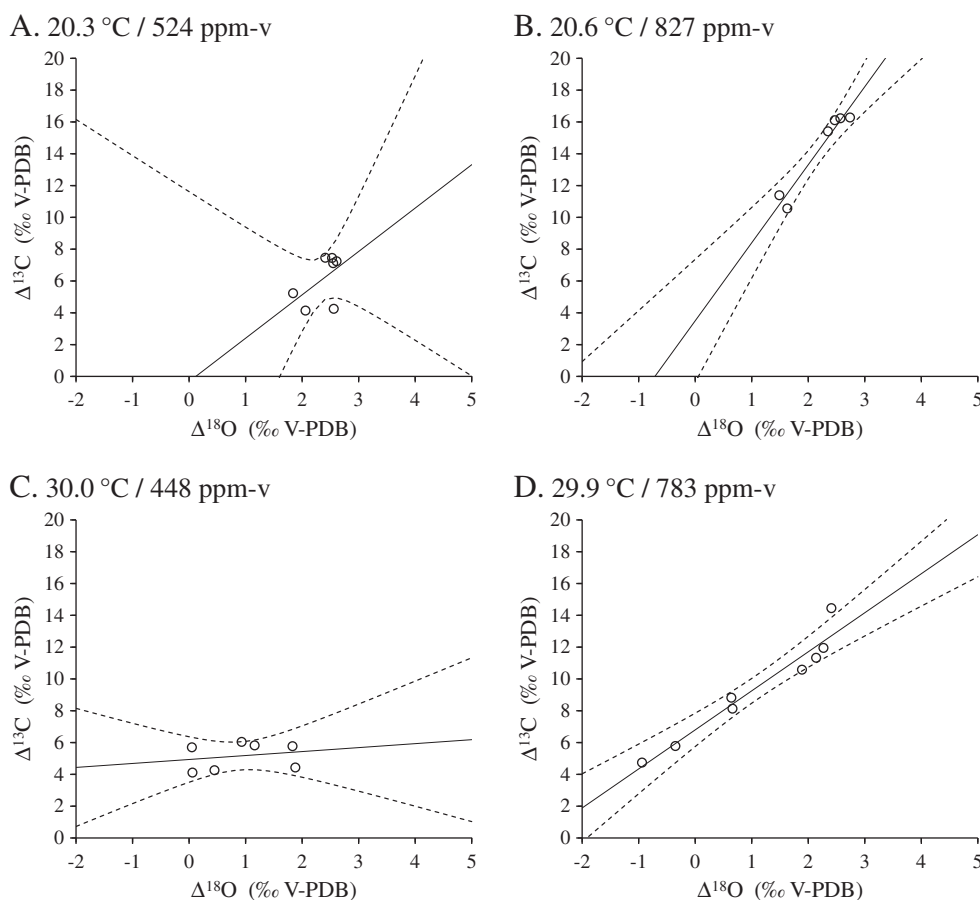 A. 20.3 °C / 524 ppm-v
20
18
16
14
12
10
8
6
4
2
0
Δ¹³C (‰ V-PDB)
-2 -1 0 1 2 3 4 5
Δ¹⁸O (‰ V-PDB)
B. 20.6 °C / 827 ppm-v
20
18
16
14
12
10
8
6
4
2
0
Δ¹³C (‰ V-PDB)
-2 -1 0 1 2 3 4 5
Δ¹⁸O (‰ V-PDB)
C. 30.0 °C / 448 ppm-v
20
18
16
14
12
10
8
6
4
2
0
Δ¹³C (‰ V-PDB)
-2 -1 0 1 2 3 4 5
Δ¹⁸O (‰ V-PDB)
D. 29.9 °C / 783 ppm-v
20
18
16
14
12
10
8
6
4
2
0
Δ¹³C (‰ V-PDB)
-2 -1 0 1 2 3 4 5
Δ¹⁸O (‰ V-PDB)